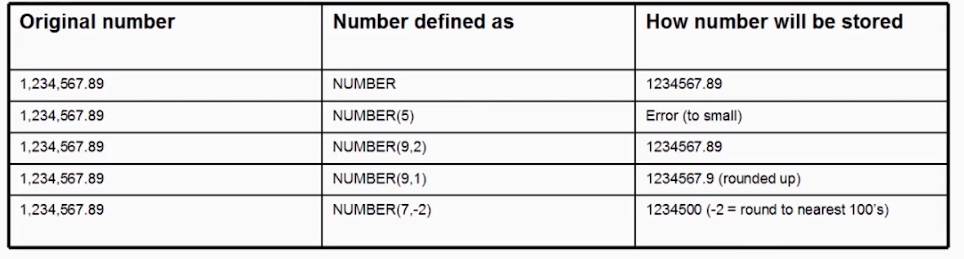 Original number Number defined as How number will be stored
1,234,567.89 NUMBER 1234567.89
1,234,567.89 NUMBER(5) Error (to small)
1,234,567.89 NUMBER(9,2) 1234567.89
1,234,567.89 NUMBER(9,1) 1234567.9 (rounded up)
1,234,567.89 NUMBER(7,-2) 1234500 (-2 = round to nearest 100's)